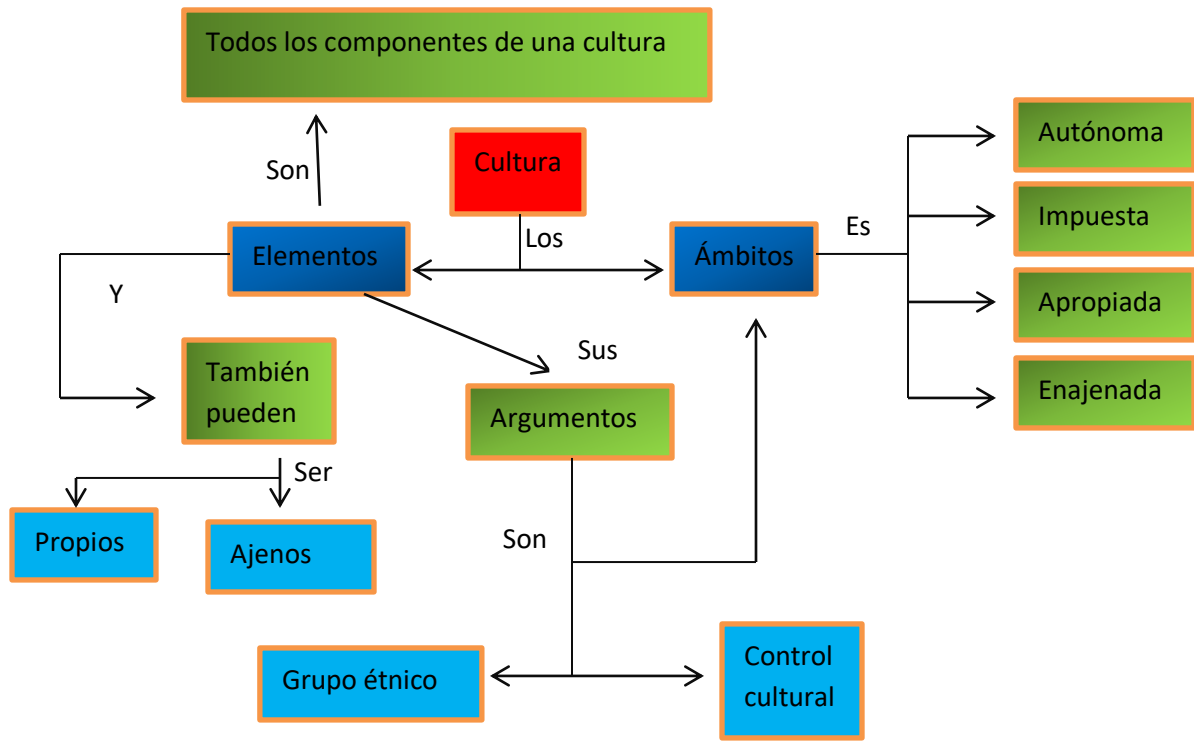 Todos los componentes de una cultura
Son
Cultura
Autónoma
Elementos
Los
Ámbitos
Es
Impuesta
Y
Apropiada
También
pueden
Sus
Argumentos
Enajenada
Ser
Propios
Ajenos
Son
Grupo étnico
Control
cultural